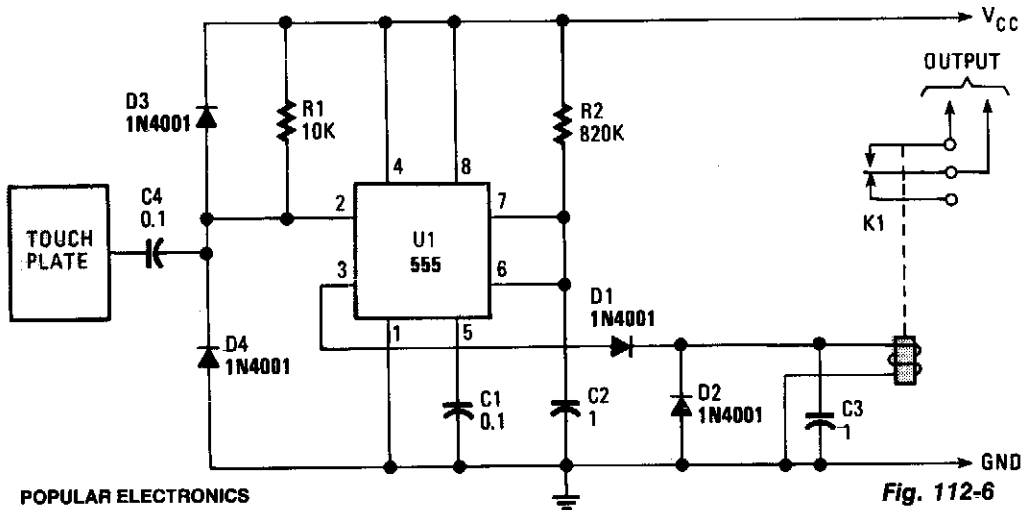 V_CC
OUTPUT
D3
1N4001
R1
10K
R2
820K
4
8
C4
0.1
2
7
K1
TOUCH
PLATE
U1
555
3
6
D1
1N4001
1
5
D4
1N4001
C1
0.1
C2
1
D2
1N4001
C3
1
GND
POPULAR ELECTRONICS
Fig. 112-6